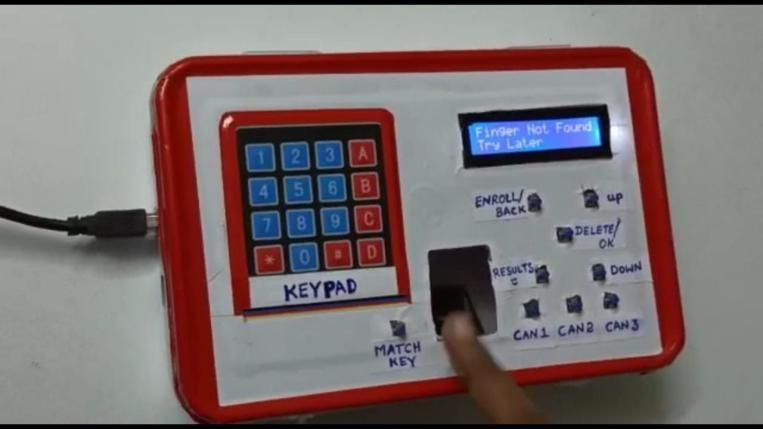 Finger Not Found
Try Later
1 2 3 A
4 5 6 B
7 8 9 C
* 0 # D
KEYPAD
ENROLL/
BACK
UP
DELETE/
OK
RESULTS
DOWN
CAN1 CAN2 CAN3
MATCH
KEY